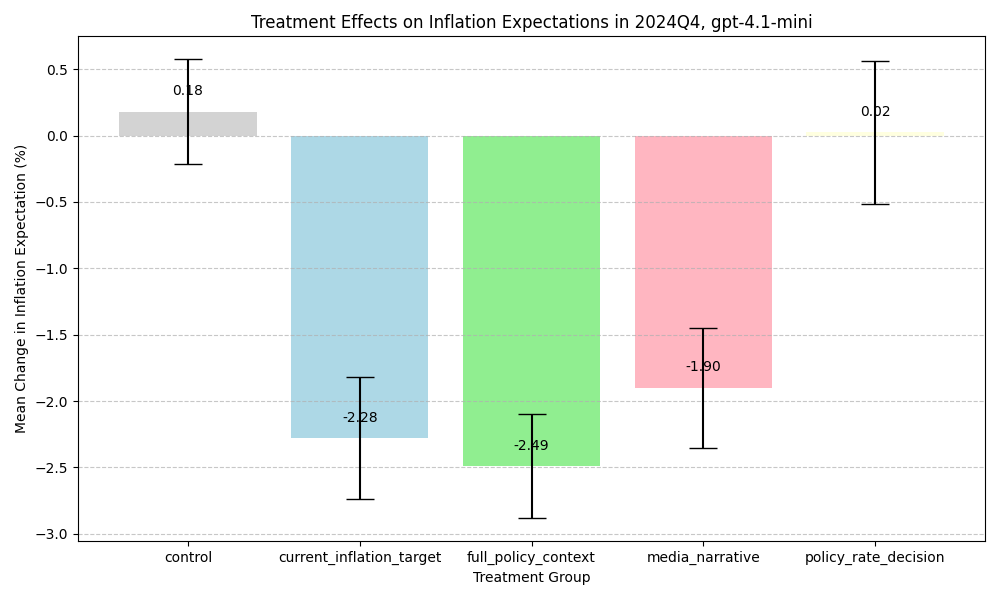 Treatment Effects on Inflation Expectations in 2024Q4, gpt-4.1-mini
Mean Change in Inflation Expectation (%)
0.5
0.0
−0.5
−1.0
−1.5
−2.0
−2.5
−3.0
0.18
-2.28
-2.49
-1.90
0.02
control
current_inflation_target
full_policy_context
media_narrative
policy_rate_decision
Treatment Group